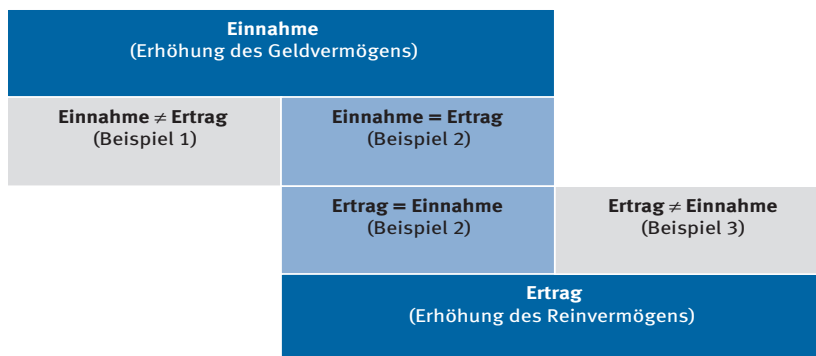 Einnahme
(Erhöhung des Geldvermögens)
Einnahme ≠ Ertrag
(Beispiel 1)
Einnahme = Ertrag
(Beispiel 2)
Ertrag = Einnahme
(Beispiel 2)
Ertrag ≠ Einnahme
(Beispiel 3)
Ertrag
(Erhöhung des Reinvermögens)